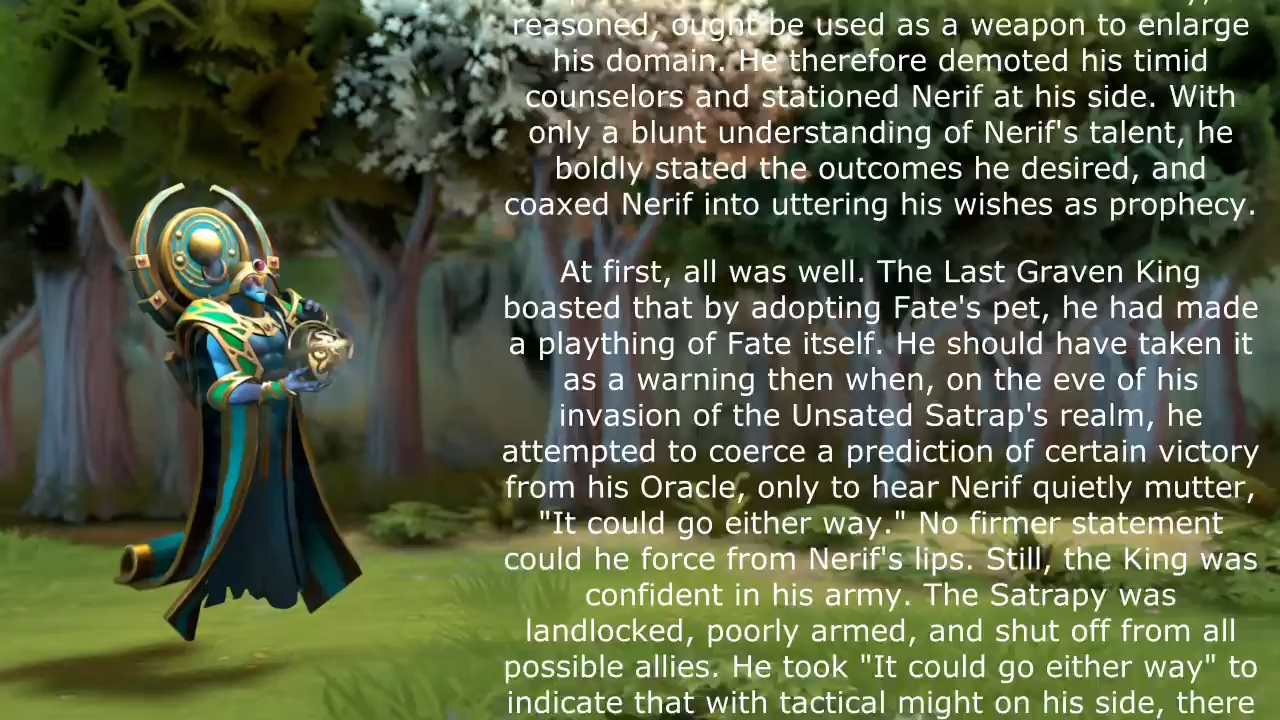 reasoned, ought be used as a weapon to enlarge
his domain. He therefore demoted his timid
counselors and stationed Nerif at his side. With
only a blunt understanding of Nerif's talent, he
boldly stated the outcomes he desired, and
coaxed Nerif into uttering his wishes as prophecy.
At first, all was well. The Last Graven King
boasted that by adopting Fate's pet, he had made
a plaything of Fate itself. He should have taken it
as a warning then when, on the eve of his
invasion of the Unsated Satrap's realm, he
attempted to coerce a prediction of certain victory
from his Oracle, only to hear Nerif quietly mutter,
"It could go either way." No firmer statement
could he force from Nerif's lips. Still, the King was
confident in his army. The Satrapy was
landlocked, poorly armed, and shut off from all
possible allies. He took "It could go either way" to
indicate that with tactical might on his side, there